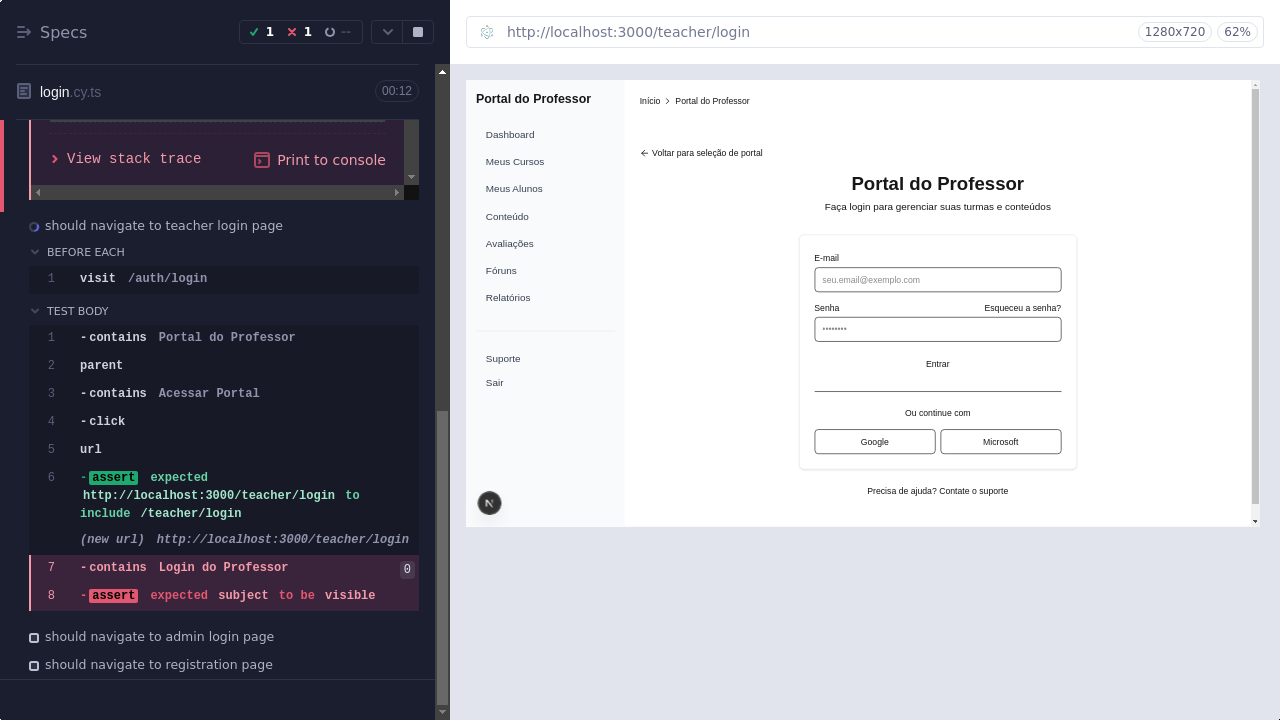 Specs
1
1
--
login.cy.ts
00:12
View stack trace
Print to console
should navigate to teacher login page
BEFORE EACH
1 visit /auth/login
TEST BODY
1 -contains Portal do Professor
2 parent
3 -contains Acessar Portal
4 -click
5 url
6 -assert expected
http://localhost:3000/teacher/login to
include /teacher/login
(new url) http://localhost:3000/teacher/login
7 -contains Login do Professor 0
8 -assert expected subject to be visible
should navigate to admin login page
should navigate to registration page
http://localhost:3000/teacher/login
1280x720
62%
Portal do Professor
Dashboard
Meus Cursos
Meus Alunos
Conteúdo
Avaliações
Fóruns
Relatórios
Suporte
Sair
N
Início > Portal do Professor
← Voltar para seleção de portal
Portal do Professor
Faça login para gerenciar suas turmas e conteúdos
E-mail
seu.email@exemplo.com
Senha Esqueceu a senha?
••••••••
Entrar
Ou continue com
Google
Microsoft
Precisa de ajuda? Contate o suporte